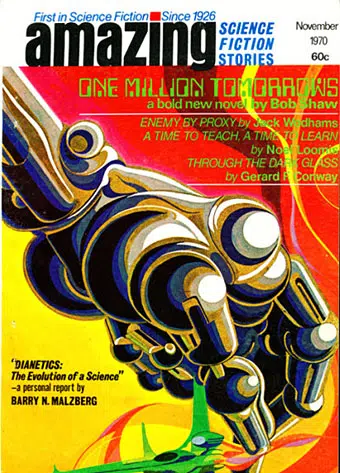 First in Science Fiction • Since 1926
amazing
SCIENCE
FICTION
STORIES
November
1970
60c
ONE MILLION TOMORROWS
a bold new novel by Bob Shaw
ENEMY BY PROXY by Jack Wodhams
A TIME TO TEACH, A TIME TO LEARN
by Noel Loomis
THROUGH THE DARK GLASS
by Gerard F. Conway
"DIANETICS:
The Evolution of a Science"
—a personal report by
BARRY N. MALZBERG